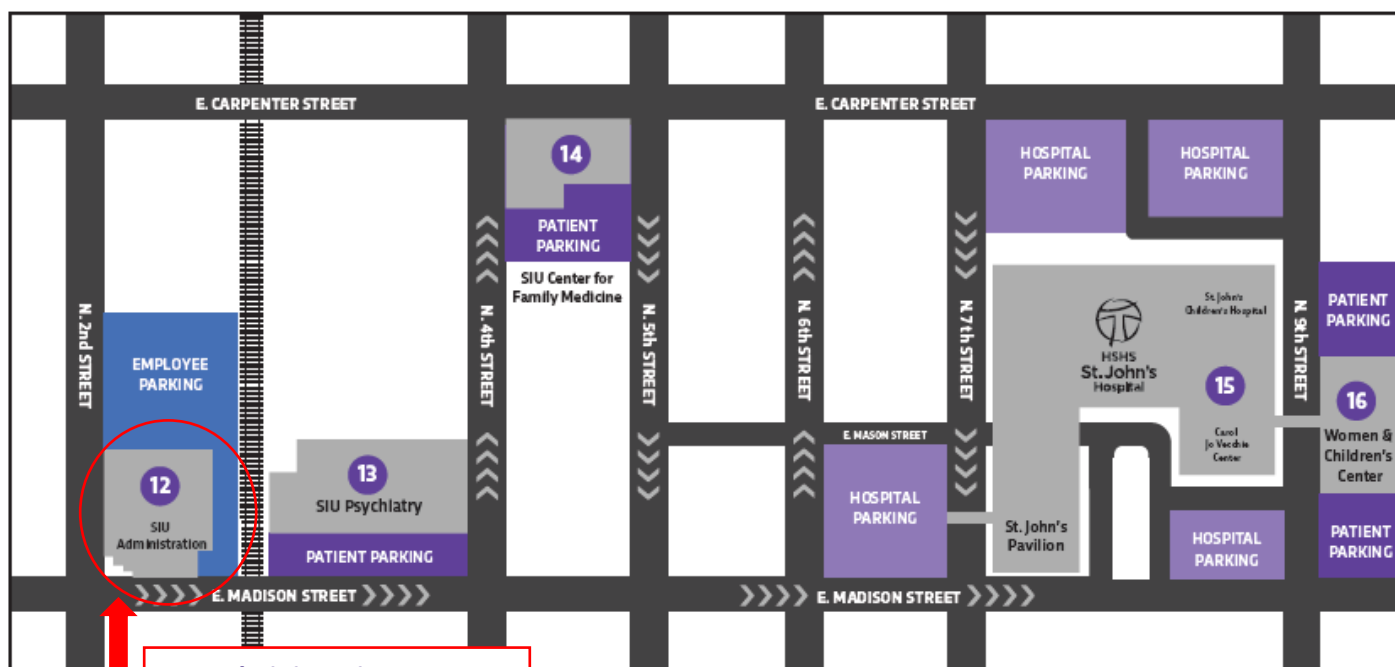 E. CARPENTER STREET
E. CARPENTER STREET
14
PATIENT
PARKING
SIU Center for
Family Medicine
HOSPITAL
PARKING
HOSPITAL
PARKING
N. 2nd STREET
EMPLOYEE
PARKING
N. 4th STREET
N. 5th STREET
N. 6th STREET
N. 7th STREET
HSHS
St. John's
Hospital
St. John's
Children's Hospital
15
Carol
Jo Vecchie
Center
N. 9th STREET
PATIENT
PARKING
16
Women &
Children's
Center
PATIENT
PARKING
12
SIU
Administration
13
SIU Psychiatry
PATIENT PARKING
E. MASON STREET
HOSPITAL
PARKING
St. John's
Pavilion
HOSPITAL
PARKING
E. MADISON STREET
E. MADISON STREET